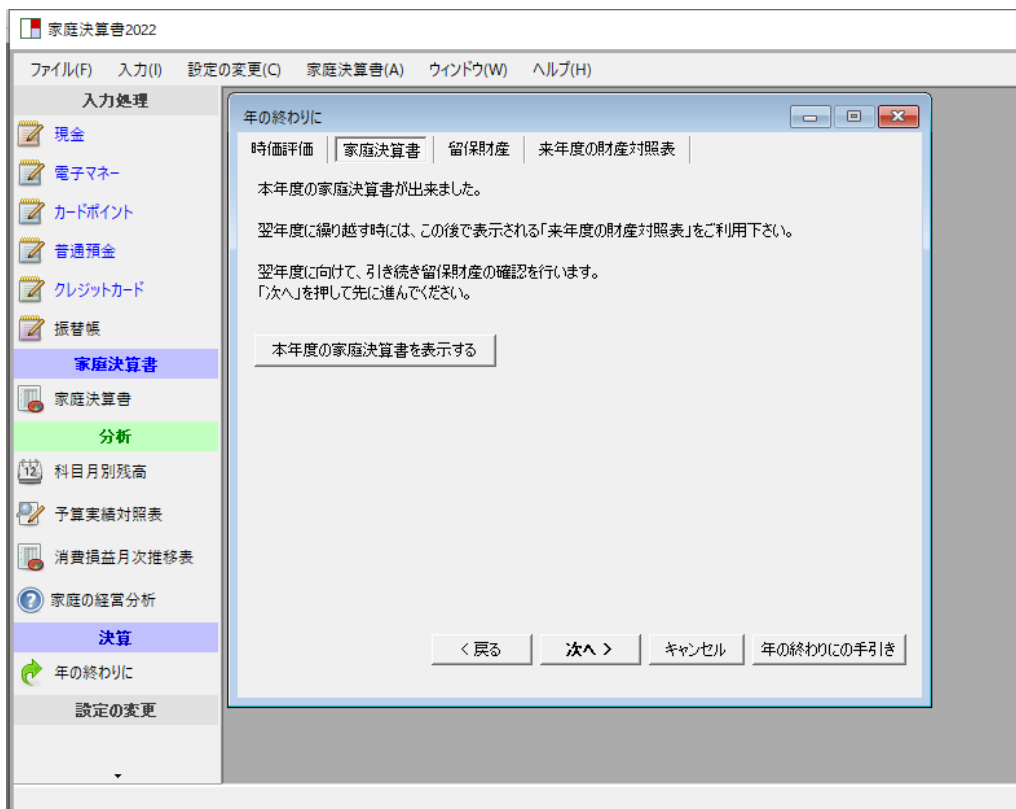 家庭決算書2022
ファイル(F) 入力(I) 設定の変更(C) 家庭決算書(A) ウィンドウ(W) ヘルプ(H)
入力処理
現金
電子マネー
カードポイント
普通預金
クレジットカード
振替帳
家庭決算書
家庭決算書
分析
12
科目月別残高
予算実績対照表
消費損益月次推移表
家庭の経営分析
決算
年の終わりに
設定の変更
年の終わりに
時価評価 家庭決算書 留保財産 来年度の財産対照表
本年度の家庭決算書が出来ました。
翌年度に繰り越す時には、この後で表示される「来年度の財産対照表」をご利用下さい。
翌年度に向けて、引き続き留保財産の確認を行います。
「次へ」を押して先に進んでください。
本年度の家庭決算書を表示する
< 戻る 次へ > キャンセル 年の終わりにの手引き